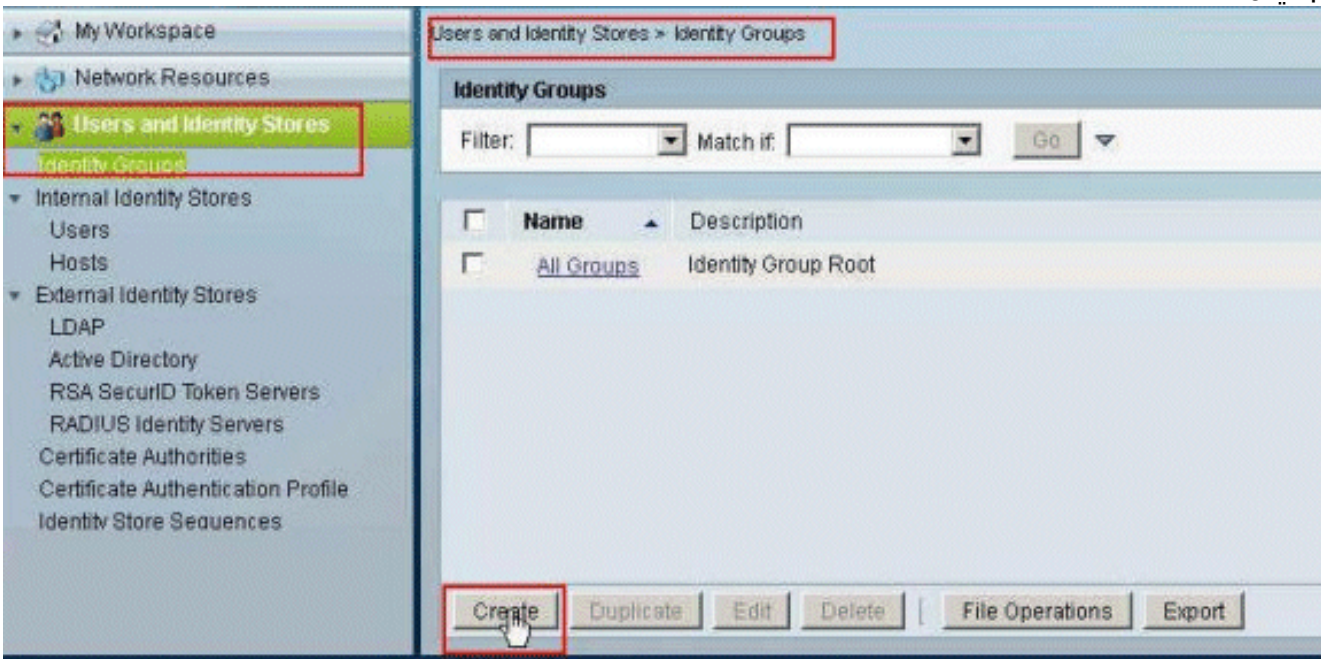 My Workspace
Network Resources
Users and Identity Stores
Identity Groups
Internal Identity Stores
Users
Hosts
External Identity Stores
LDAP
Active Directory
RSA SecurID Token Servers
RADIUS Identity Servers
Certificate Authorities
Certificate Authentication Profile
Identity Store Sequences
Users and Identity Stores > Identity Groups
Identity Groups
Filter: Match if: Go
Name Description
All Groups Identity Group Root
Create Duplicate Edit Delete | File Operations Export